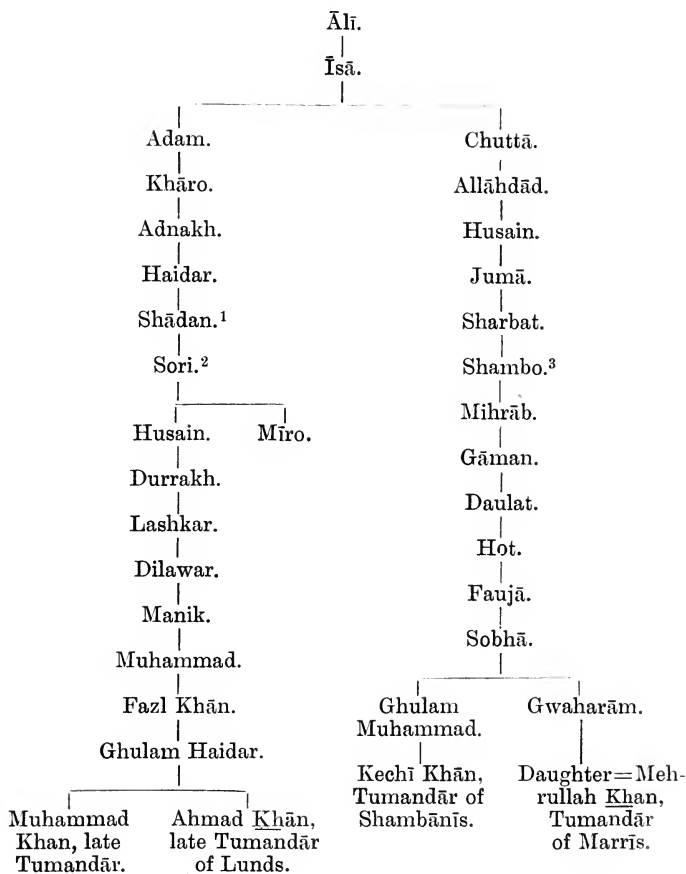 Ālī.
Īsā.
Adam. Chuttā.
Khāro. Allāhdād.
Adnakh. Husain.
Haidar. Jumā.
Shādan.¹ Sharbat.
Sori.² Shambo.³
Mihrāb.
Husain. Mīro.
Gāman.
Durrakh.
Daulat.
Lashkar.
Hot.
Dilawar.
Faujā.
Manik.
Sobhā.
Muhammad.
Fazl Khān. Ghulam Gwaharām.
Muhammad.
Ghulam Haidar.
Kechī Khān, Daughter=Meh-
Tumandār of rullah Khan,
Shambānīs. Tumandār
of Marrīs.
Muhammad Ahmad Khān,
Khan, late late Tumandār
Tumandār. of Lunds.